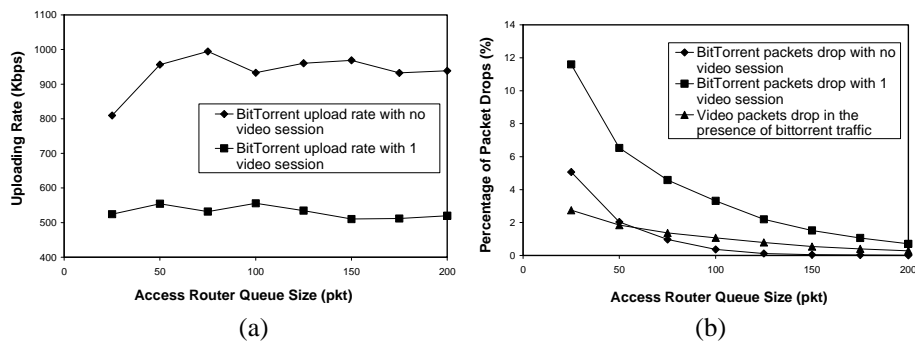 1100
1000
900
800
700
600
500
400
Uploading Rate (Kbps)
BitTorrent upload rate with no
video session
BitTorrent upload rate with 1
video session
0
50
100
150
200
Access Router Queue Size (pkt)
(a)
14
12
10
8
6
4
2
0
Percentage of Packet Drops (%)
BitTorrent packets drop with no
video session
BitTorrent packets drop with 1
video session
Video packets drop in the
presence of bittorrent traffic
0
50
100
150
200
Access Router Queue Size (pkt)
(b)